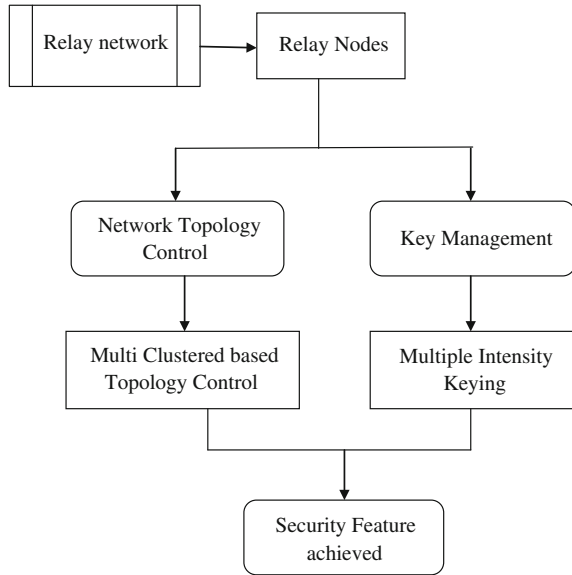 Relay network
Relay Nodes
Network Topology
Control
Key Management
Multi Clustered based
Topology Control
Multiple Intensity
Keying
Security Feature
achieved